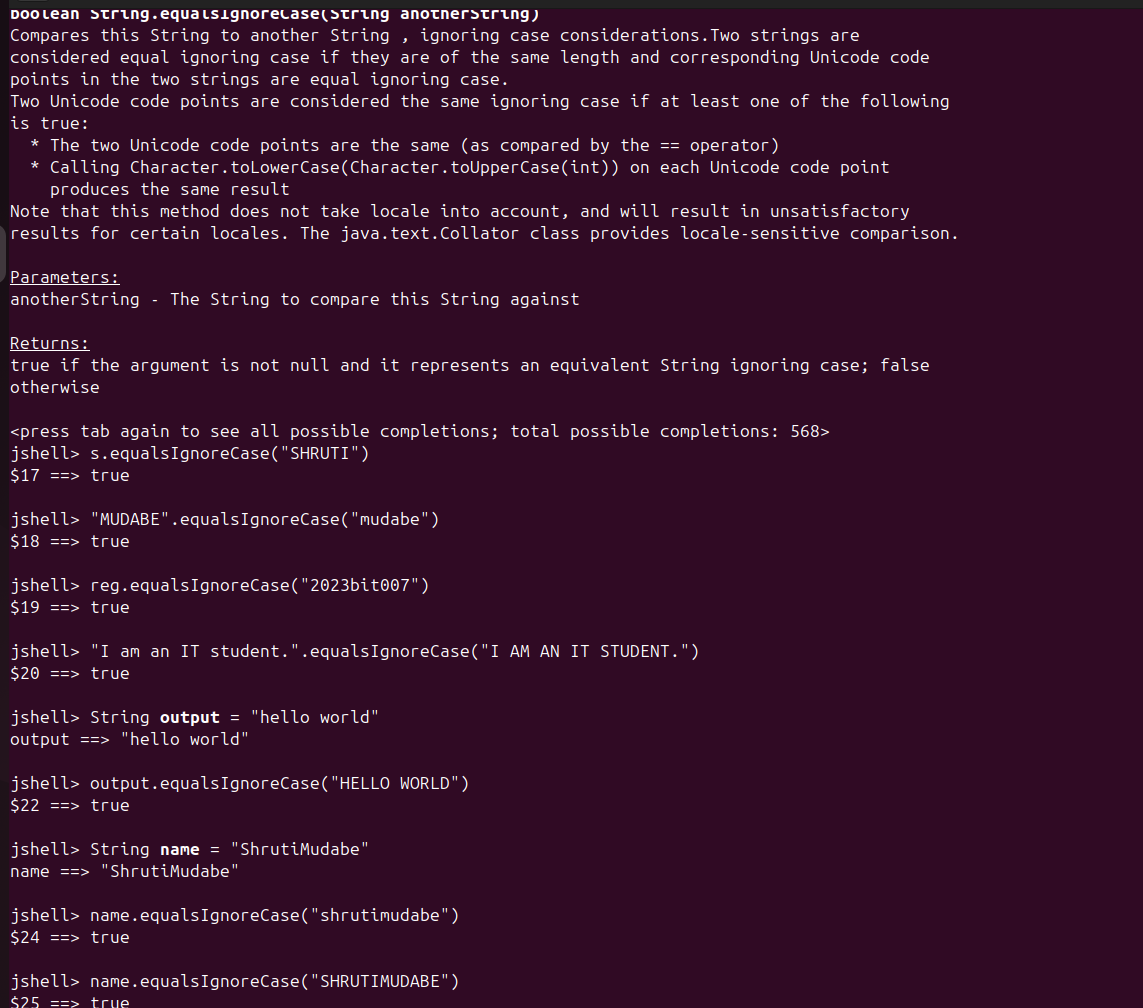 boolean String.equalsIgnoreCase(String anotherString)
Compares this String to another String , ignoring case considerations.Two strings are
considered equal ignoring case if they are of the same length and corresponding Unicode code
points in the two strings are equal ignoring case.
Two Unicode code points are considered the same ignoring case if at least one of the following
is true:
  * The two Unicode code points are the same (as compared by the == operator)
  * Calling Character.toLowerCase(Character.toUpperCase(int)) on each Unicode code point
    produces the same result
Note that this method does not take locale into account, and will result in unsatisfactory
results for certain locales. The java.text.Collator class provides locale-sensitive comparison.

Parameters:
anotherString - The String to compare this String against

Returns:
true if the argument is not null and it represents an equivalent String ignoring case; false
otherwise

<press tab again to see all possible completions; total possible completions: 568>
jshell> s.equalsIgnoreCase("SHRUTI")
$17 ==> true

jshell> "MUDABE".equalsIgnoreCase("mudabe")
$18 ==> true

jshell> reg.equalsIgnoreCase("2023bit007")
$19 ==> true

jshell> "I am an IT student.".equalsIgnoreCase("I AM AN IT STUDENT.")
$20 ==> true

jshell> String output = "hello world"
output ==> "hello world"

jshell> output.equalsIgnoreCase("HELLO WORLD")
$22 ==> true

jshell> String name = "ShrutiMudabe"
name ==> "ShrutiMudabe"

jshell> name.equalsIgnoreCase("shrutimudabe")
$24 ==> true

jshell> name.equalsIgnoreCase("SHRUTIMUDABE")
$25 ==> true